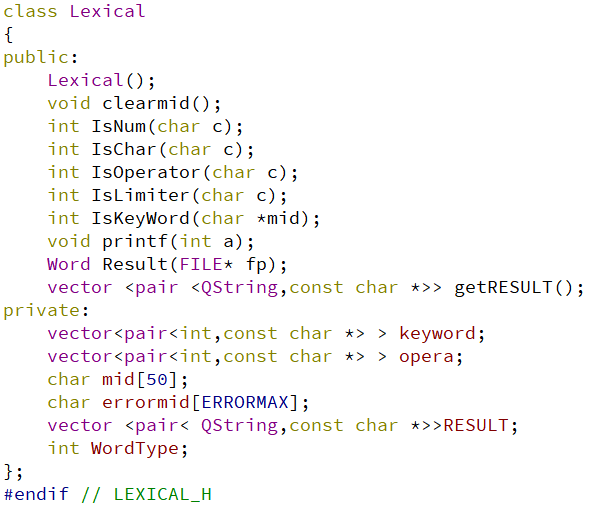 class Lexical
{
public:
    Lexical();
    void clearmid();
    int IsNum(char c);
    int IsChar(char c);
    int IsOperator(char c);
    int IsLimiter(char c);
    int IsKeyWord(char *mid);
    void printf(int a);
    Word Result(FILE* fp);
    vector <pair <QString,const char *>> getRESULT();
private:
    vector<pair<int,const char *> > keyword;
    vector<pair<int,const char *> > opera;
    char mid[50];
    char errormid[ERRORMAX];
    vector <pair< QString,const char *>>RESULT;
    int WordType;
};
#endif // LEXICAL_H